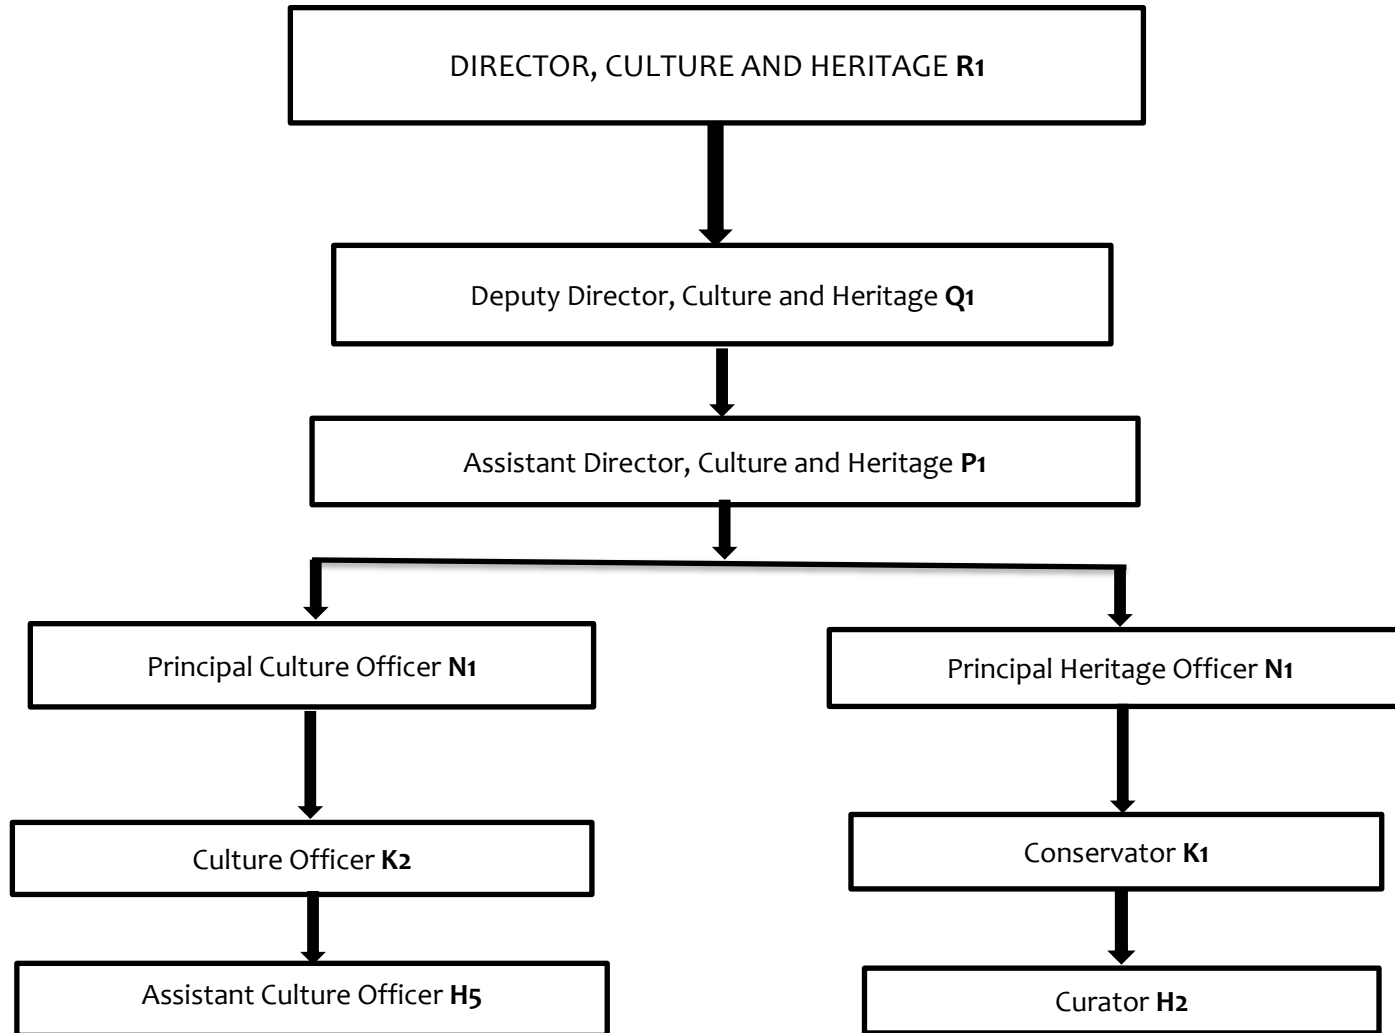 DIRECTOR, CULTURE AND HERITAGE R1
Deputy Director, Culture and Heritage Q1
Assistant Director, Culture and Heritage P1
Principal Culture Officer N1
Principal Heritage Officer N1
Culture Officer K2
Conservator K1
Assistant Culture Officer H5
Curator H2